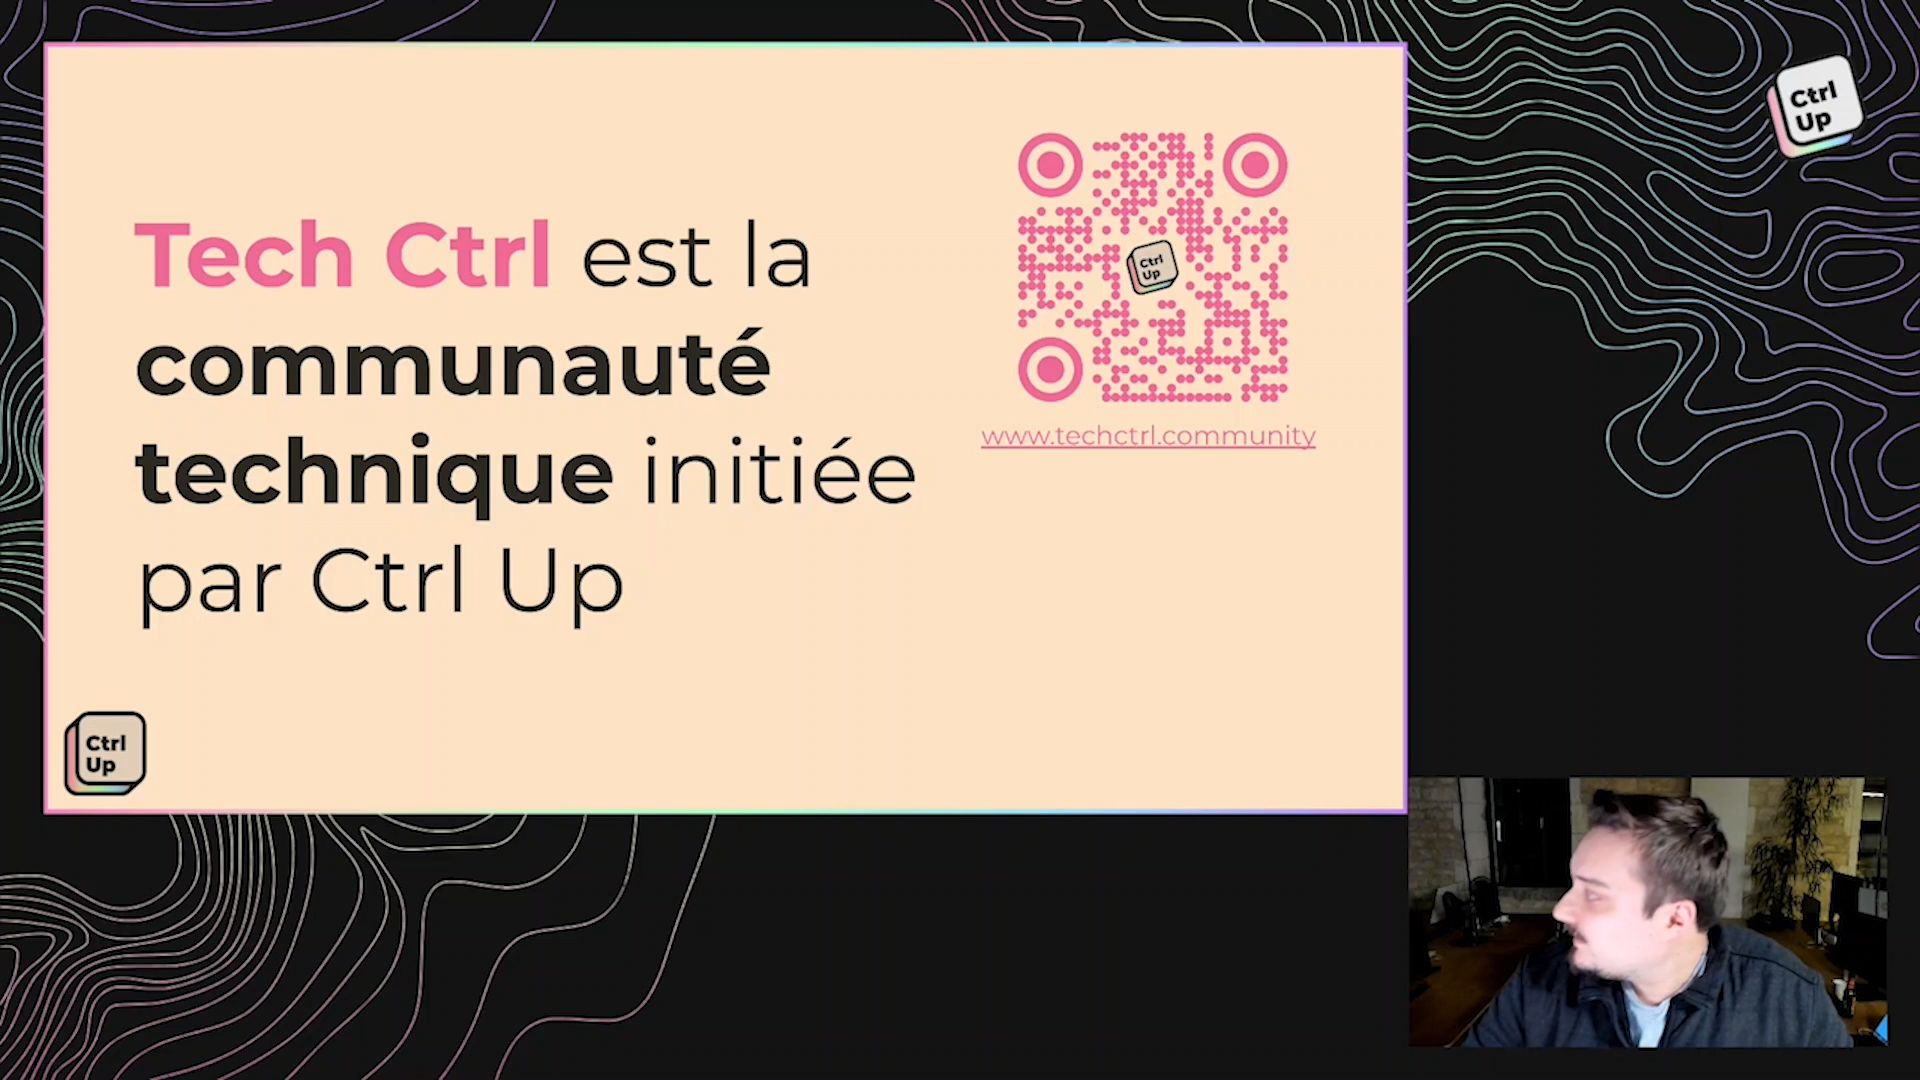 Tech Ctrl est la
communauté
technique initiée
par Ctrl Up
Ctrl
Up
www.techctrl.community
Ctrl
Up
Ctrl
Up